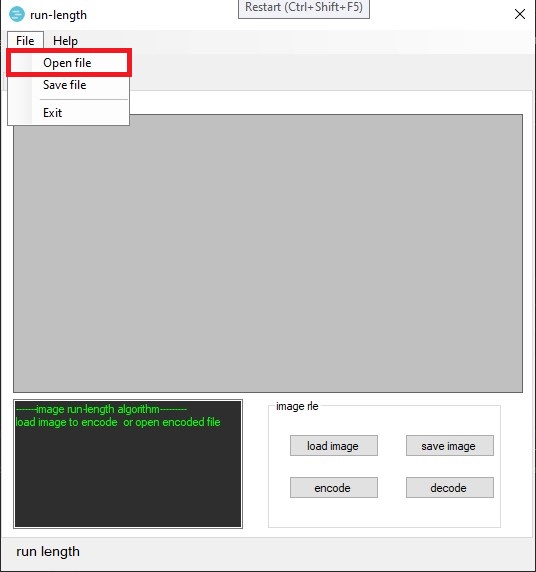 run-length
Restart (Ctrl+Shift+F5)
File Help
Open file
Save file
Exit
-------image run-length algorithm---------
load image to encode  or open encoded file
image rle
load image
save image
encode
decode
run length